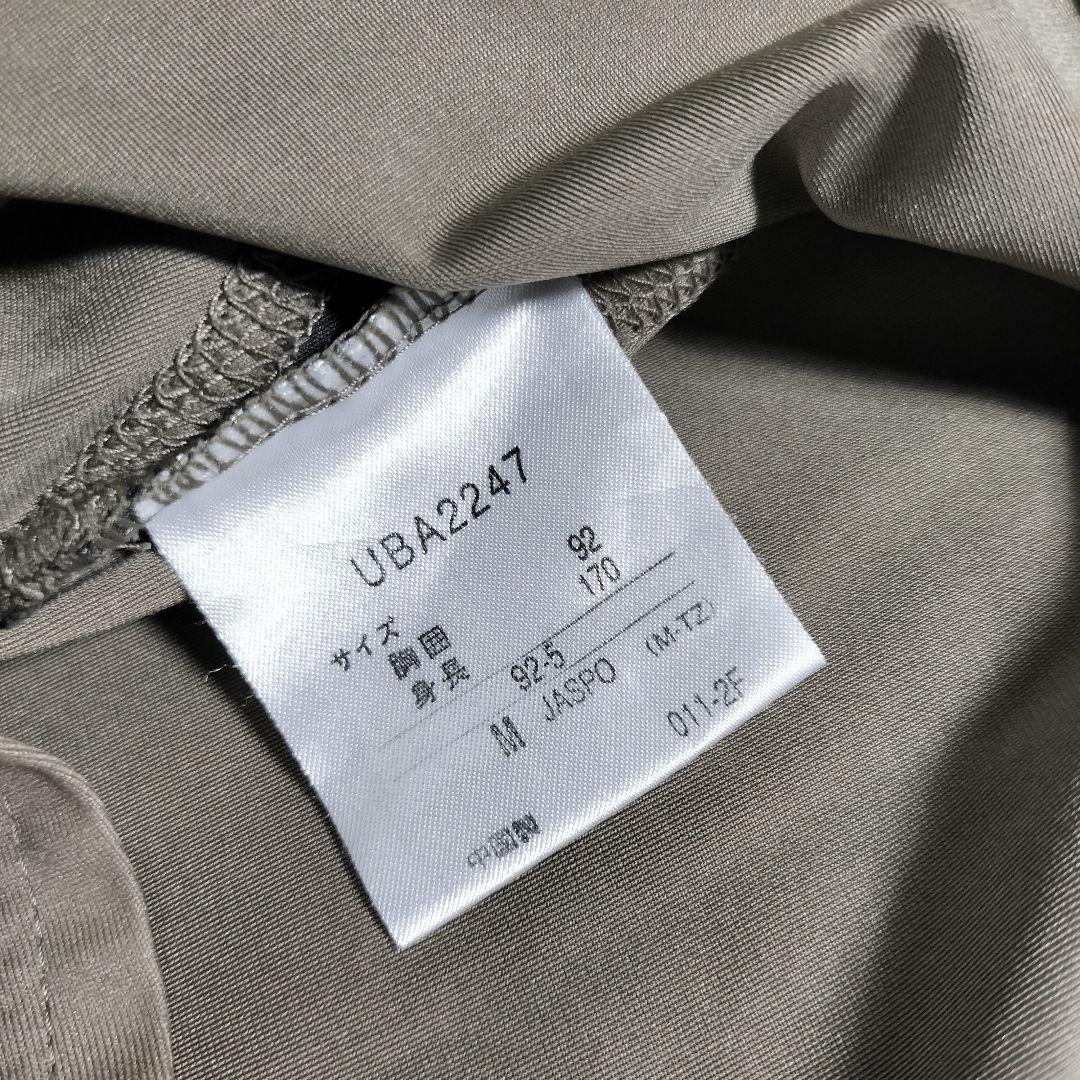 UBA2247
サイズ
胸囲 92
身長 170
92-5
M JASPO (M-TZ)
011-2F
中国製